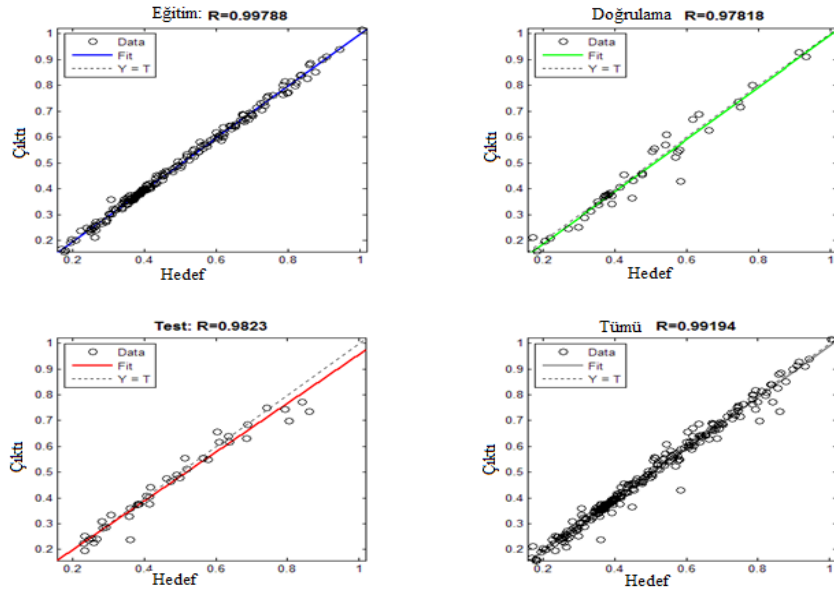 Eğitim: R=0.99788
Data
Fit
Y = T
1
0.9
0.8
0.7
0.6
0.5
0.4
0.3
0.2
Çıktı
0.2 0.4 0.6 0.8 1
Hedef
Doğrulama R=0.97818
Data
Fit
Y = T
1
0.9
0.8
0.7
0.6
0.5
0.4
0.3
0.2
Çıktı
0.2 0.4 0.6 0.8 1
Hedef
Test: R=0.9823
Data
Fit
Y = T
1
0.9
0.8
0.7
0.6
0.5
0.4
0.3
0.2
Çıktı
0.2 0.4 0.6 0.8 1
Hedef
Tümü R=0.99194
Data
Fit
Y = T
1
0.9
0.8
0.7
0.6
0.5
0.4
0.3
0.2
Çıktı
0.2 0.4 0.6 0.8 1
Hedef